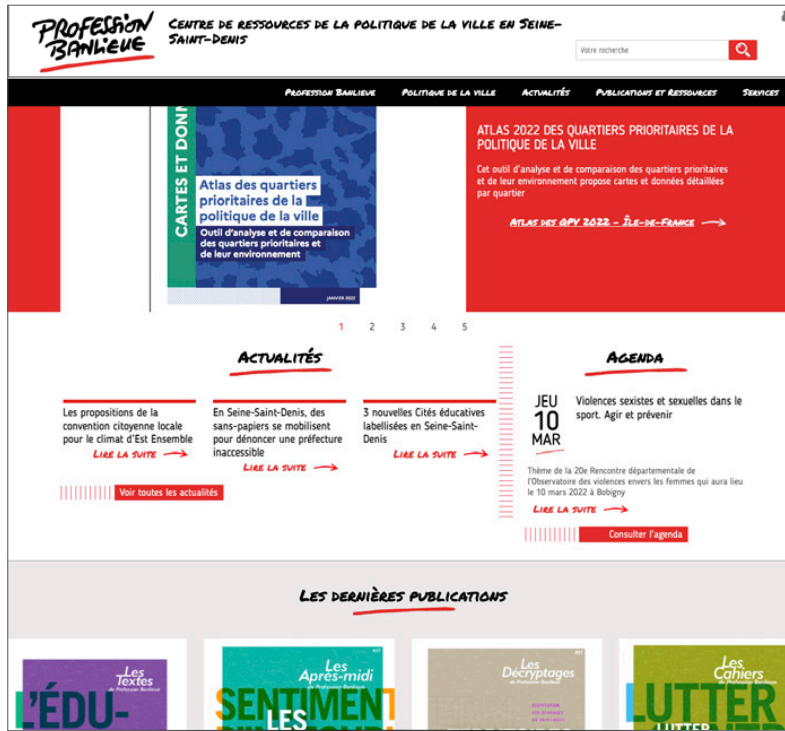 PROFESSION
BANLIEUE
CENTRE DE RESSOURCES DE LA POLITIQUE DE LA VILLE EN SEINE-
SAINT-DENIS
Votre recherche
PROFESSION BANLIEUE POLITIQUE DE LA VILLE ACTUALITÉS PUBLICATIONS ET RESSOURCES SERVICES
CARTES ET DONN
Atlas des quartiers
prioritaires de la
politique de la ville
Outil d'analyse et de comparaison
des quartiers prioritaires et
de leur environnement
JANVIER 2022
ATLAS 2022 DES QUARTIERS PRIORITAIRES DE LA
POLITIQUE DE LA VILLE
Cet outil d'analyse et de comparaison des quartiers prioritaires
et de leur environnement propose cartes et données détaillées
par quartier
ATLAS DES QPV 2022 - ÎLE-DE-FRANCE
1 2 3 4 5
ACTUALITÉS
Les propositions de la
convention citoyenne locale
pour le climat d'Est Ensemble
LIRE LA SUITE
En Seine-Saint-Denis, des
sans-papiers se mobilisent
pour dénoncer une préfecture
inaccessible
LIRE LA SUITE
3 nouvelles Cités éducatives
labellisées en Seine-Saint-
Denis
LIRE LA SUITE
Voir toutes les actualités
AGENDA
JEU
10
MAR
Violences sexistes et sexuelles dans le
sport. Agir et prévenir
Thème de la 20e Rencontre départementale de
l'Observatoire des violences envers les femmes qui aura lieu
le 10 mars 2022 à Bobigny
LIRE LA SUITE
Consulter l'agenda
LES DERNIÈRES PUBLICATIONS
Les
Textes
de Profession Banlieue
L'ÉDU-
Les
Après-midi
de Profession Banlieue
SENTIMENT
LES
Les
Décryptages
de Profession Banlieue
Les
Cahiers
de Profession Banlieue
LUTTER
LUTTER